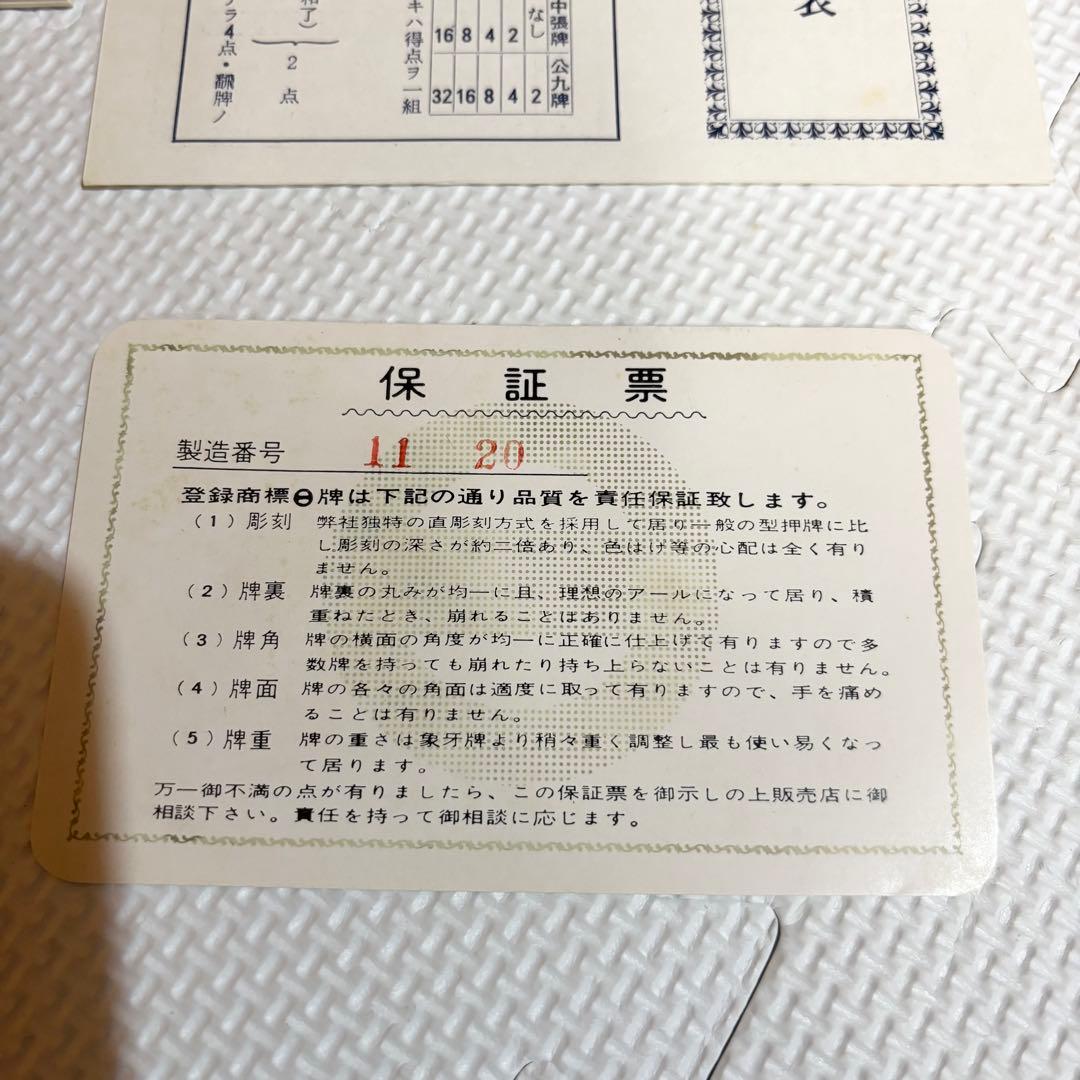 ラ4点・飜牌ノ
和了）
2点
キハ得点ヲ一組
中張牌 なし 2 4 8 16
公九牌 2 4 8 16 32
表
保証票
製造番号 11 20
登録商標⊖牌は下記の通り品質を責任保証致します。
(1)彫刻 弊社独特の直彫刻方式を採用して居り一般の型押牌に比
し彫刻の深さが約二倍あり、色はげ等の心配は全く有り
ません。
(2)牌裏 牌裏の丸みが均一に且、理想のアールになって居り、積
重ねたとき、崩れることはありません。
(3)牌角 牌の横面の角度が均一に正確に仕上げて有りますので多
数牌を持っても崩れたり持ち上らないことは有りません。
(4)牌面 牌の各々の角面は適度に取って有りますので、手を痛め
ることは有りません。
(5)牌重 牌の重さは象牙牌より稍々重く調整し最も使い易くなっ
て居ります。
万一御不満の点が有りましたら、この保証票を御示しの上販売店に御
相談下さい。責任を持って御相談に応じます。